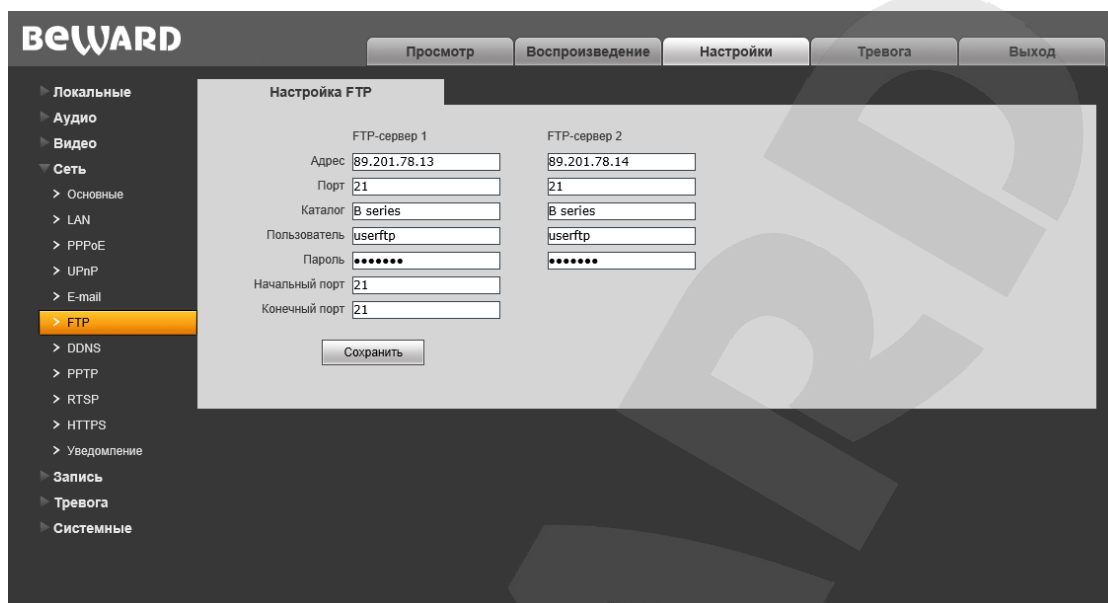 BEWARD
Просмотр Воспроизведение Настройки Тревога Выход
Локальные
Аудио
Видео
Сеть
> Основные
> LAN
> PPPoE
> UPnP
> E-mail
> FTP
> DDNS
> PPTP
> RTSP
> HTTPS
> Уведомление
Запись
Тревога
Системные
Настройка FTP
FTP-сервер 1 FTP-сервер 2
Адрес 89.201.78.13 89.201.78.14
Порт 21 21
Каталог B series B series
Пользователь userftp userftp
Пароль ••••••• •••••••
Начальный порт 21
Конечный порт 21
Сохранить